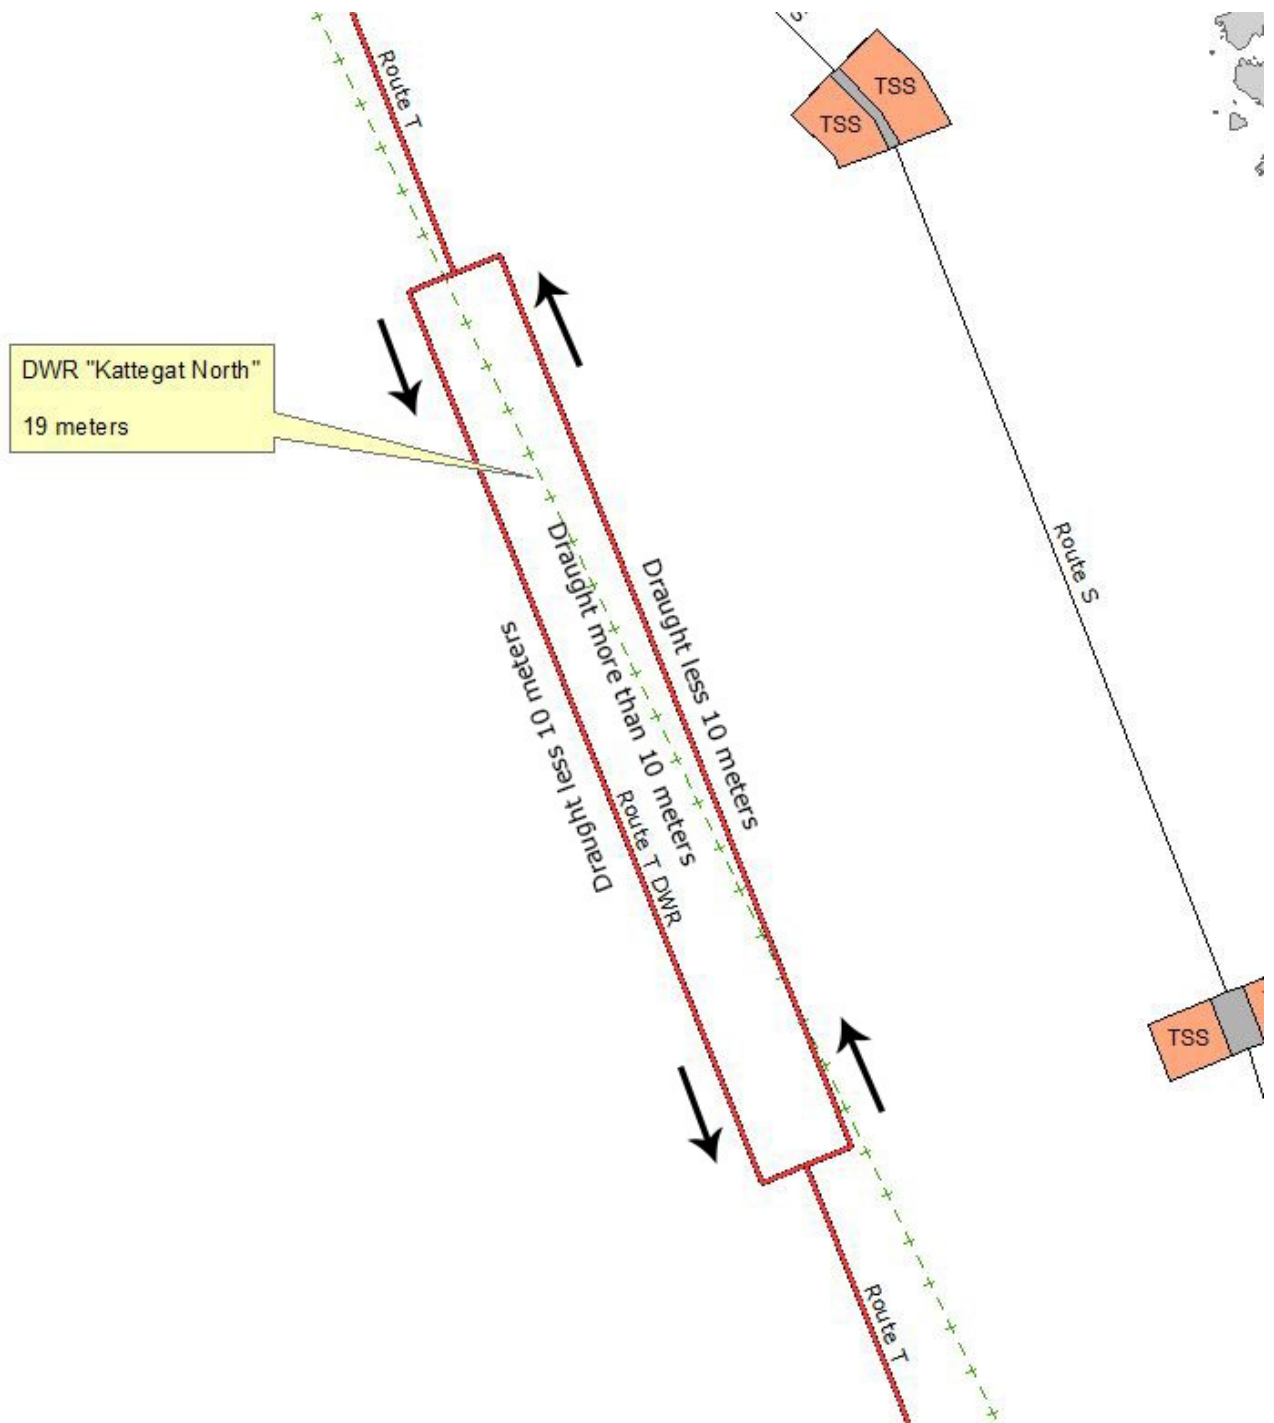 S
TSS
TSS
Route T
DWR "Kattegat North"
19 meters
Draught more than 10 meters
Draught less 10 meters
Draught less 10 meters
Route T DWR
Route S
TSS
Route T